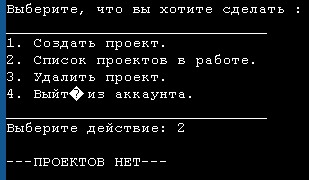 Выберите, что вы хотите сделать :
1. Создать проект.
2. Список проектов в работе.
3. Удалить проект.
4. Выйт� из аккаунта.
Выберите действие: 2
---ПРОЕКТОВ НЕТ---